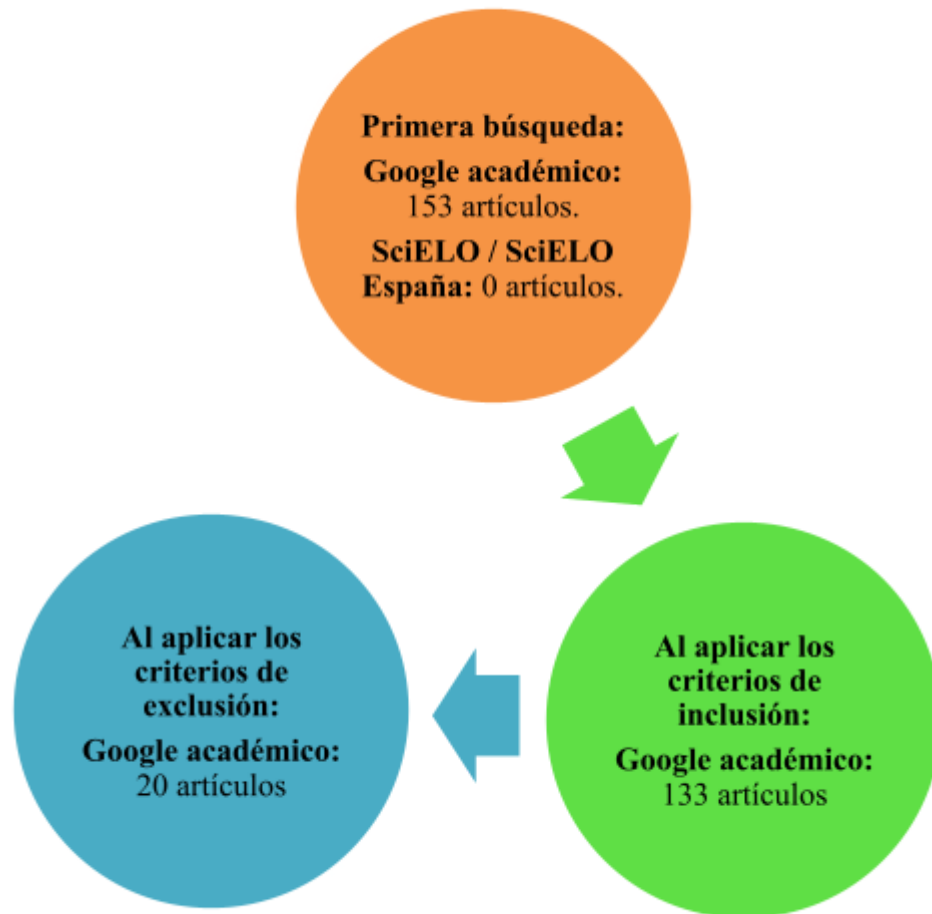 Primera búsqueda:
Google académico:
153 artículos.
SciELO / SciELO
España: 0 artículos.
Al aplicar los
criterios de
exclusión:
Google académico:
20 artículos
Al aplicar los
criterios de
inclusión:
Google académico:
133 artículos